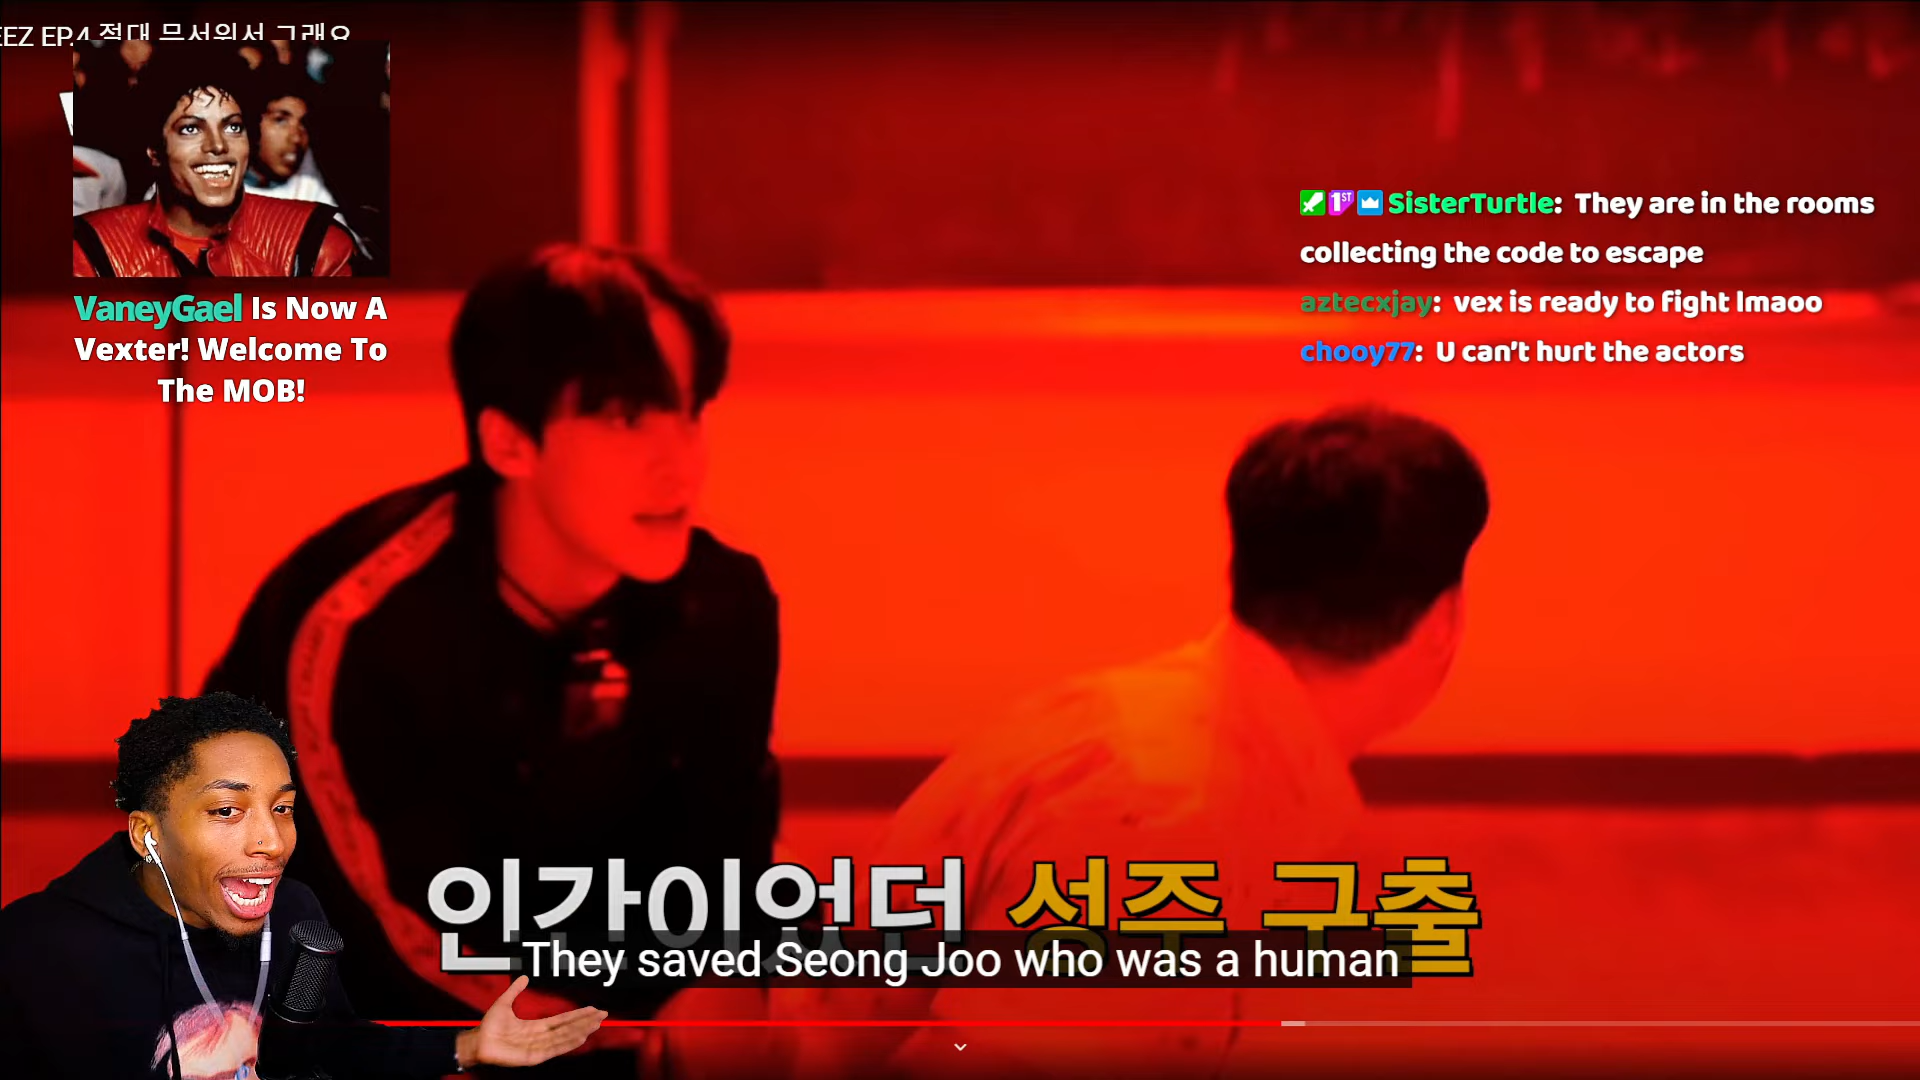 EEZ EP.4 절대 무서워서 그래요
VaneyGael Is Now A
Vexter! Welcome To
The MOB!
1ST SisterTurtle: They are in the rooms
collecting the code to escape
aztecxjay: vex is ready to fight lmaoo
chooy77: U can't hurt the actors
인간이었던 성주 구출
They saved Seong Joo who was a human